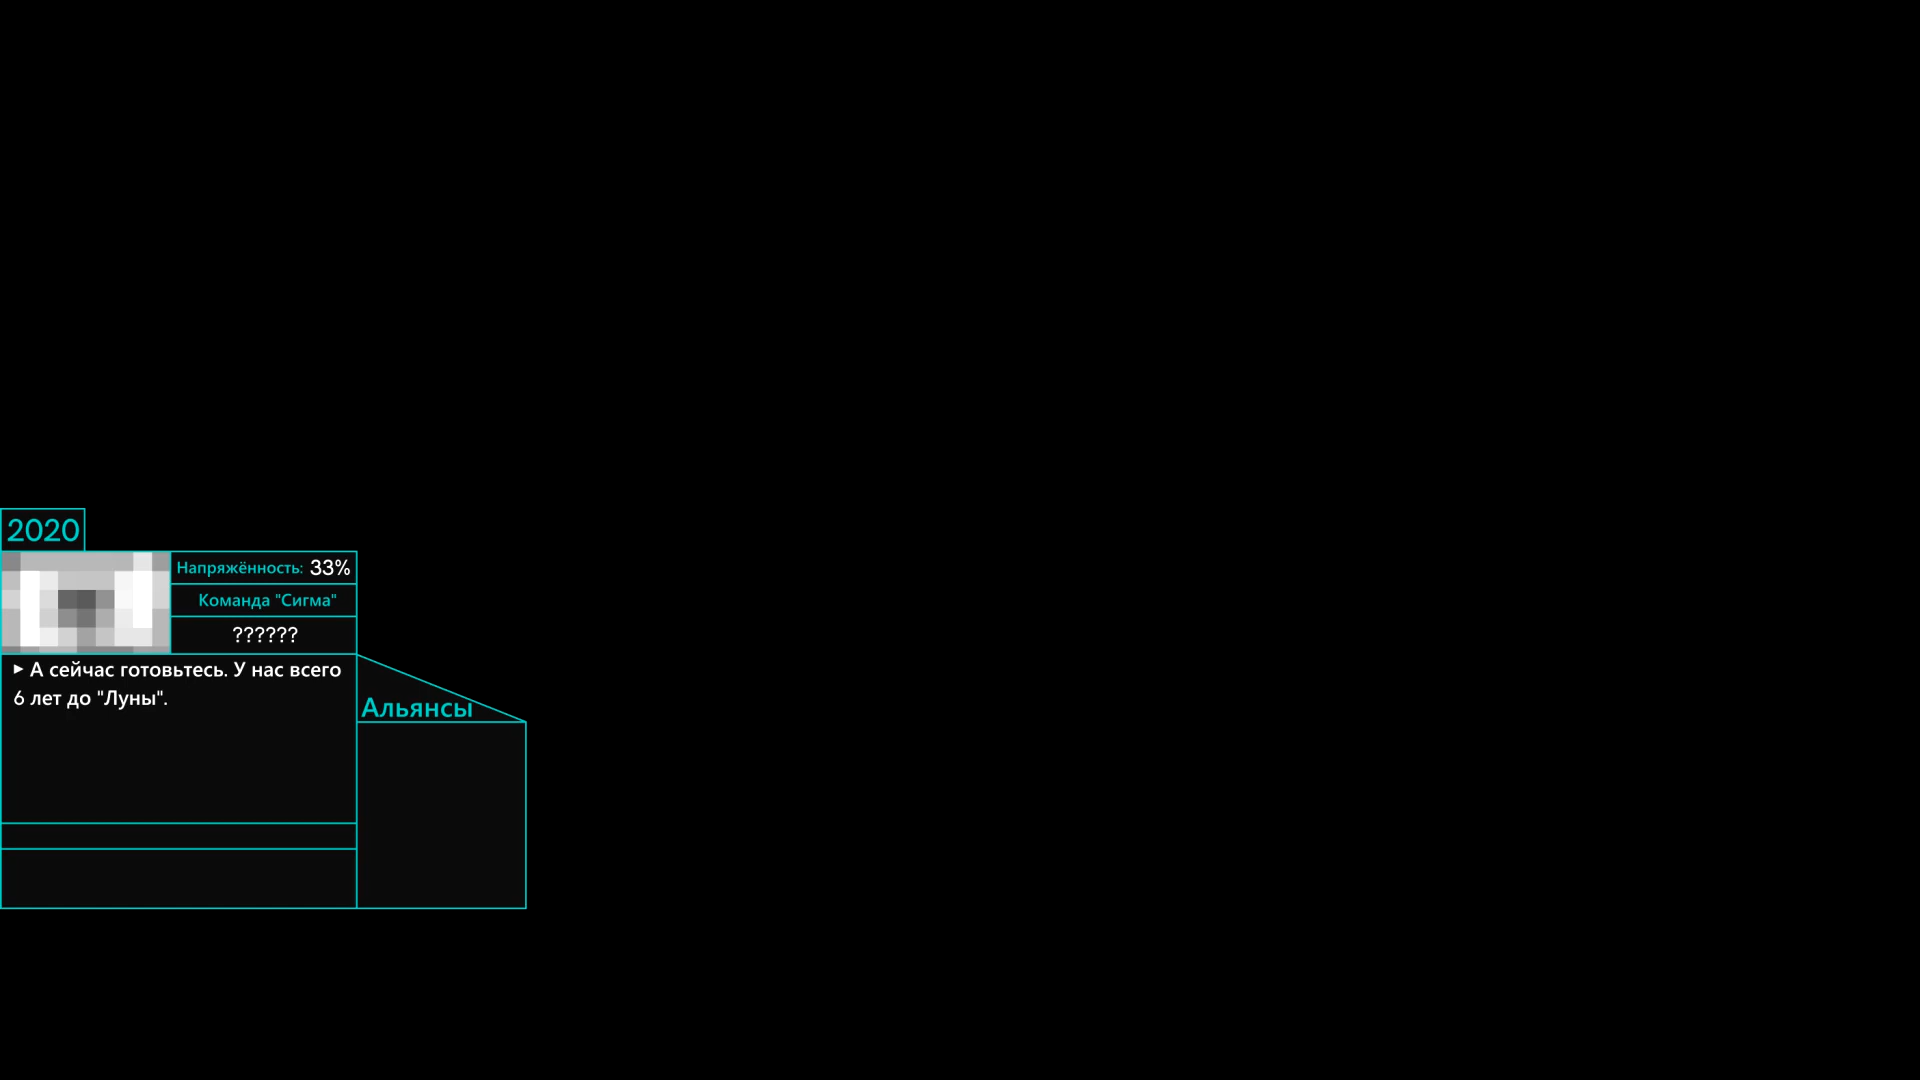 2020
Напряжённость: 33%
Команда "Сигма"
??????
▸ А сейчас готовьтесь. У нас всего
6 лет до "Луны".
Альянсы